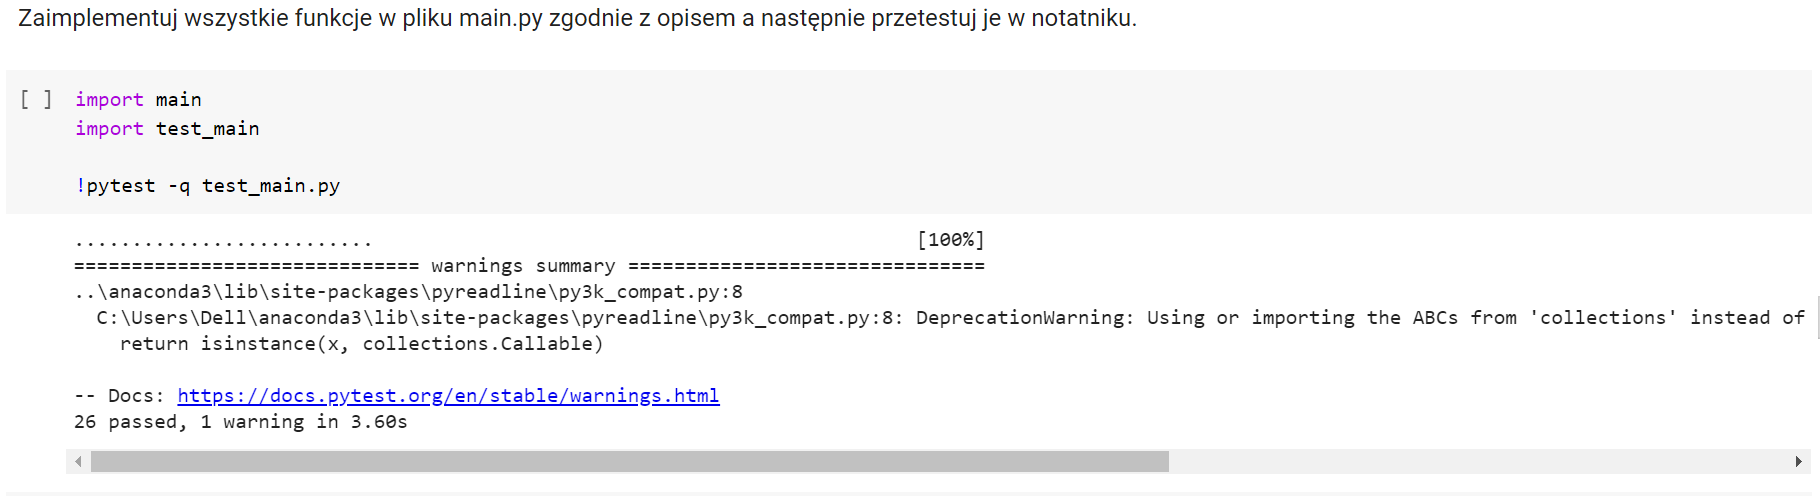 Zaimplementuj wszystkie funkcje w pliku main.py zgodnie z opisem a następnie przetestuj je w notatniku.
[ ] import main
import test_main
!pytest -q test_main.py
.......................... [100%]
============================== warnings summary ===============================
..\anaconda3\lib\site-packages\pyreadline\py3k_compat.py:8
C:\Users\Dell\anaconda3\lib\site-packages\pyreadline\py3k_compat.py:8: DeprecationWarning: Using or importing the ABCs from 'collections' instead of
return isinstance(x, collections.Callable)
-- Docs: https://docs.pytest.org/en/stable/warnings.html
26 passed, 1 warning in 3.60s